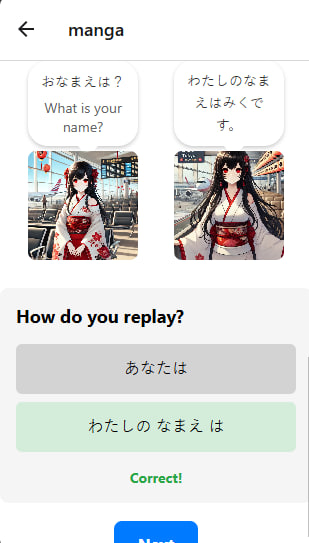 manga
おなまえは？
What is your
name?
わたしのなま
えはみくで
す。
How do you replay?
あなたは
わたしの なまえ は
Correct!
Next